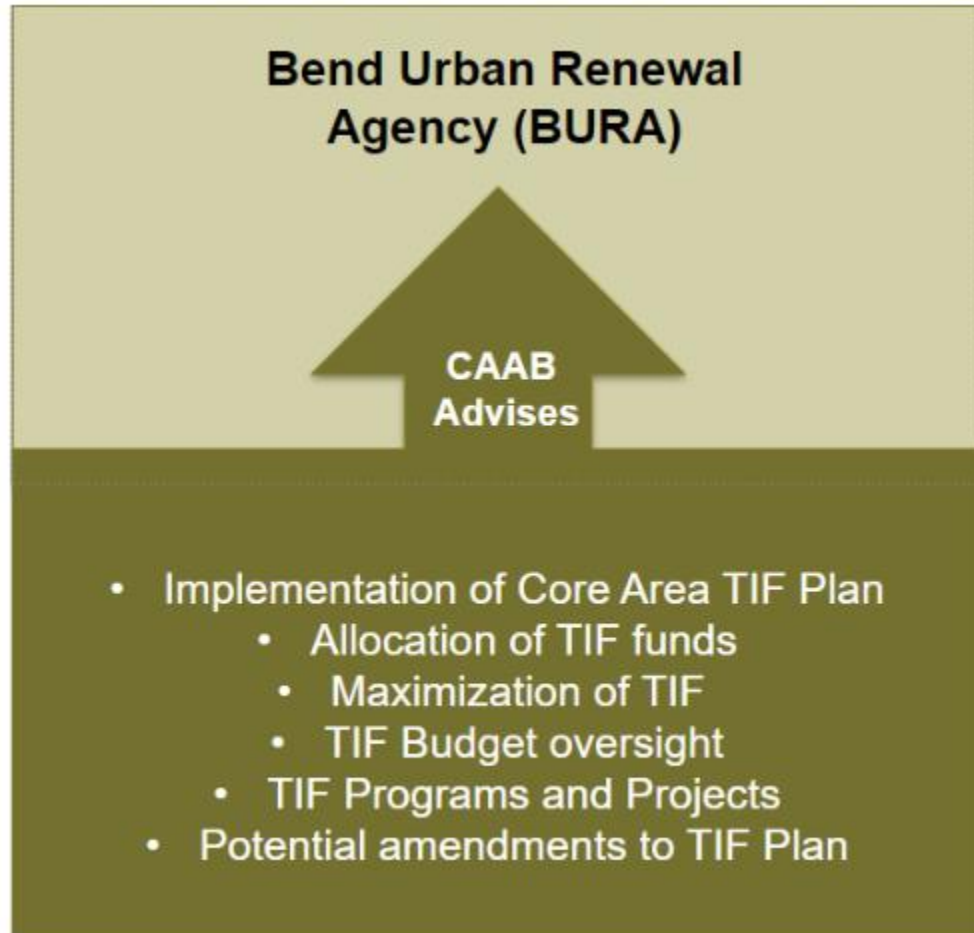 Bend Urban Renewal
Agency (BURA)
CAAB
Advises
• Implementation of Core Area TIF Plan
• Allocation of TIF funds
• Maximization of TIF
• TIF Budget oversight
• TIF Programs and Projects
• Potential amendments to TIF Plan